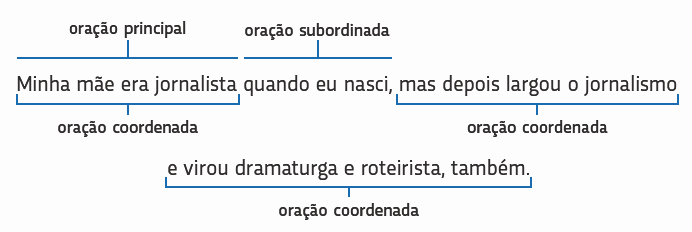 oração principal
oração subordinada
Minha mãe era jornalista quando eu nasci, mas depois largou o jornalismo
oração coordenada
oração coordenada
e virou dramaturga e roteirista, também.
oração coordenada